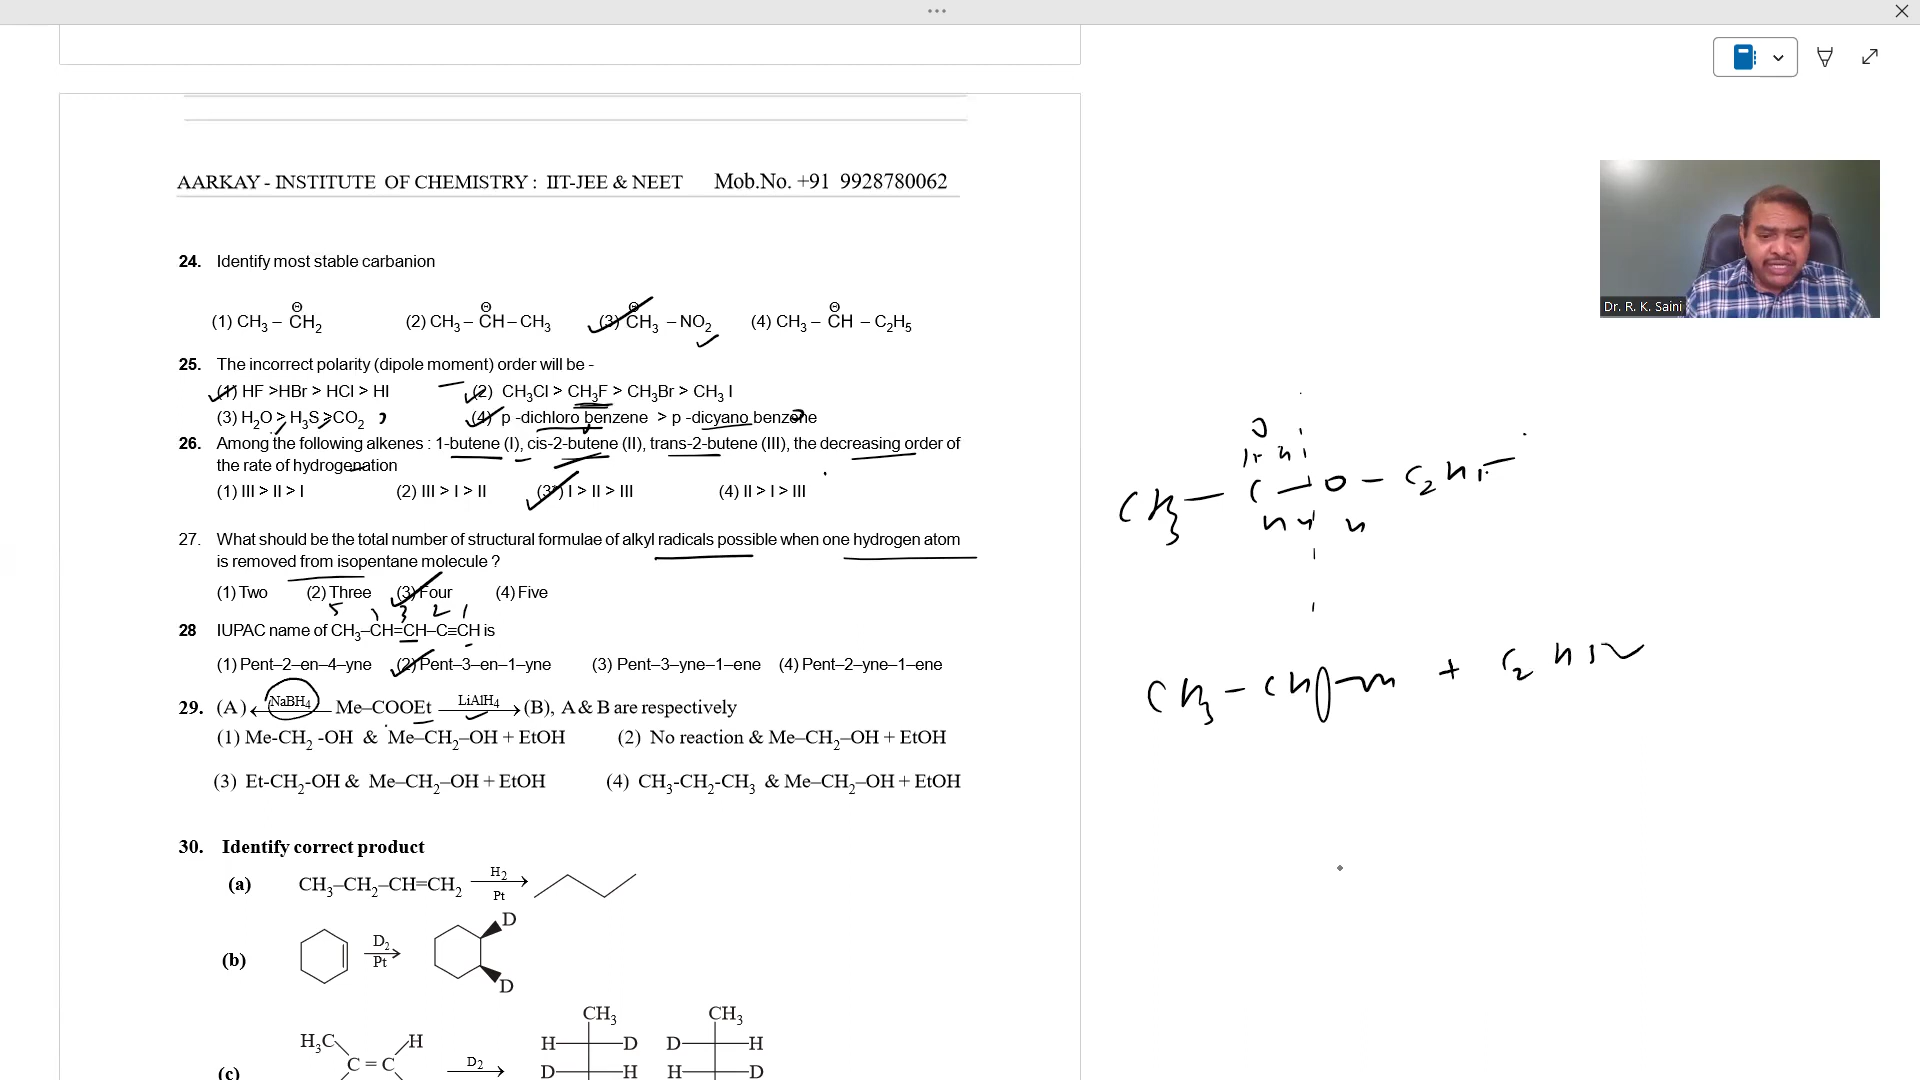 AARKAY - INSTITUTE OF CHEMISTRY : IIT-JEE & NEET Mob.No. +91 9928780062
24. Identify most stable carbanion
(1) CH₃ – C̊H₂ (2) CH₃ – CH – CH₃ (3) CH₃ – NO₂ (4) CH₃ – CH – C₂H₅
25. The incorrect polarity (dipole moment) order will be -
(1) HF >HBr > HCl > HI (2) CH₃Cl > CH₃F > CH₃Br > CH₃ I
(3) H₂O > H₃S > CO₂ (4) p -dichloro benzene > p -dicyano benzene
26. Among the following alkenes : 1-butene (I), cis-2-butene (II), trans-2-butene (III), the decreasing order of
the rate of hydrogenation
(1) III > II > I (2) III > I > II (3*) I > II > III (4) II > I > III
27. What should be the total number of structural formulae of alkyl radicals possible when one hydrogen atom
is removed from isopentane molecule ?
(1) Two (2) Three (3) Four (4) Five
5 3 2 1
28 IUPAC name of CH₃–CH=CH–C≡CH is
(1) Pent–2–en–4–yne (2) Pent–3–en–1–yne (3) Pent–3–yne–1–ene (4) Pent–2–yne–1–ene
29. (A) ← NaBH₄ Me–COOEt LiAlH₄ → (B), A & B are respectively
(1) Me-CH₂ -OH & Me–CH₂–OH + EtOH (2) No reaction & Me–CH₂–OH + EtOH
(3) Et-CH₂-OH & Me–CH₂–OH + EtOH (4) CH₃-CH₂-CH₃ & Me–CH₂–OH + EtOH
30. Identify correct product
(a) CH₃–CH₂–CH=CH₂ H₂ Pt
(b) D₂ Pt D D
(c) H₃C H C = C D₂ CH₃ H D D H CH₃ D H H D
CH₃ – C – O – C₂H5
O
Dr. R. K. Saini